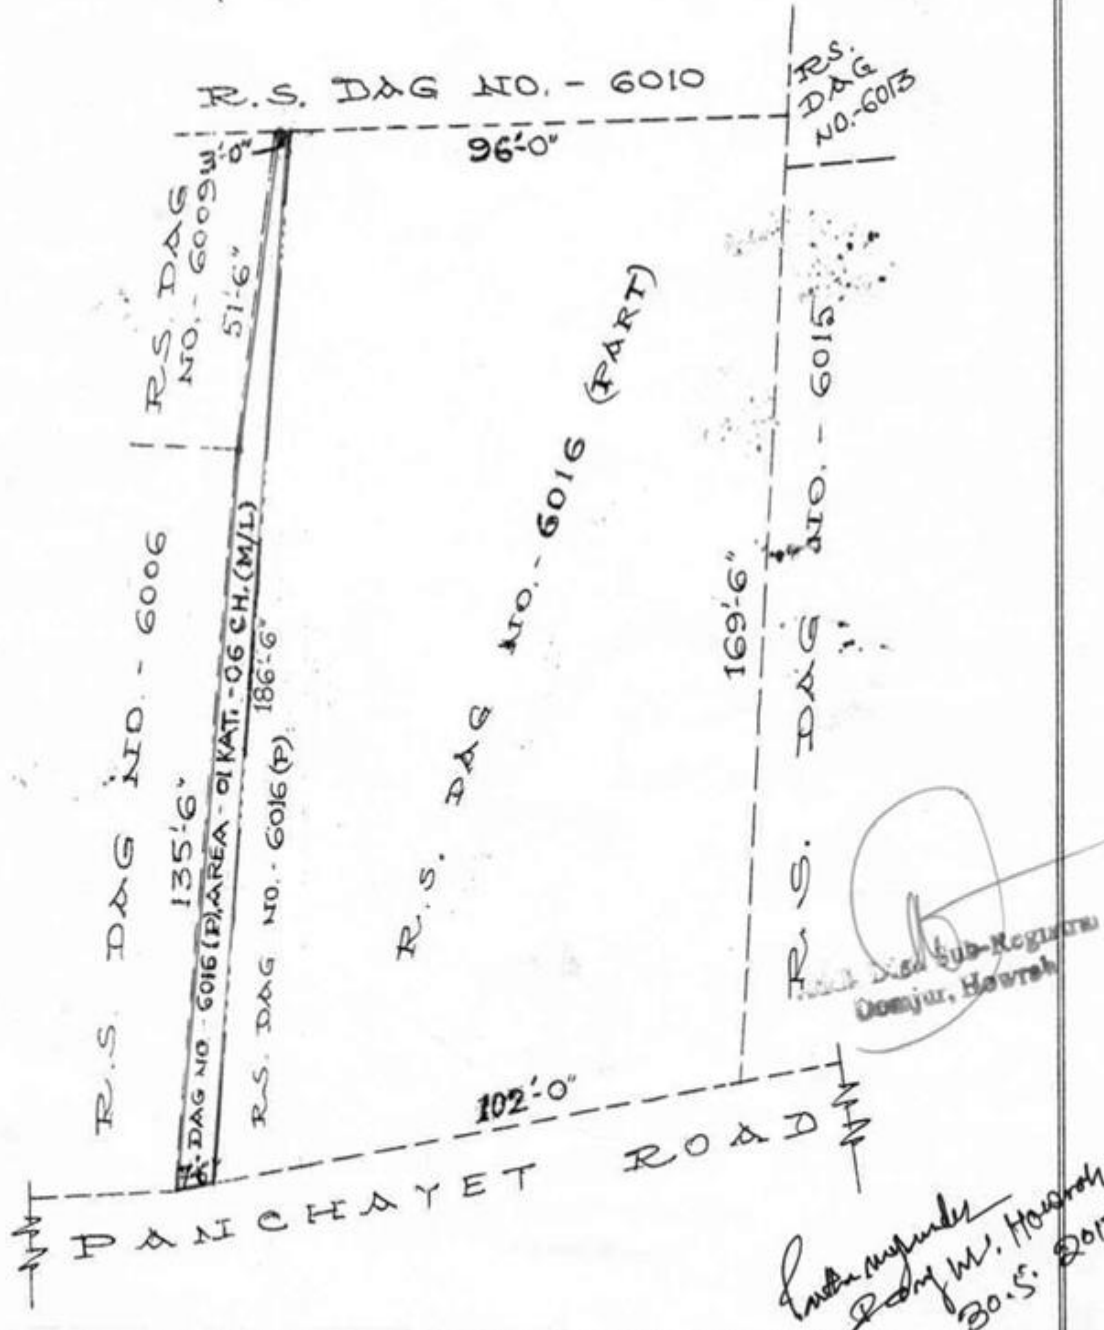 R.S. DAG NO. - 6010
R.S.
DAG
NO.-6013
3'-0"
96'-0"
R.S. DAG
NO. - 6009
51'-6"
R.S. DAG NO. - 6016 (PART)
R.S. DAG NO. - 6015
169'-6"
R.S. DAG NO. - 6006
135'-6"
DAG NO - 6016 (P), AREA - 01 KAT. - 06 CH. (M/L)
186'-6"
R.S. DAG NO. - 6016 (P)
Sub-Registrar
Domjur, Howrah
102'-0"
PANCHAYET ROAD
Howrah
30.5.